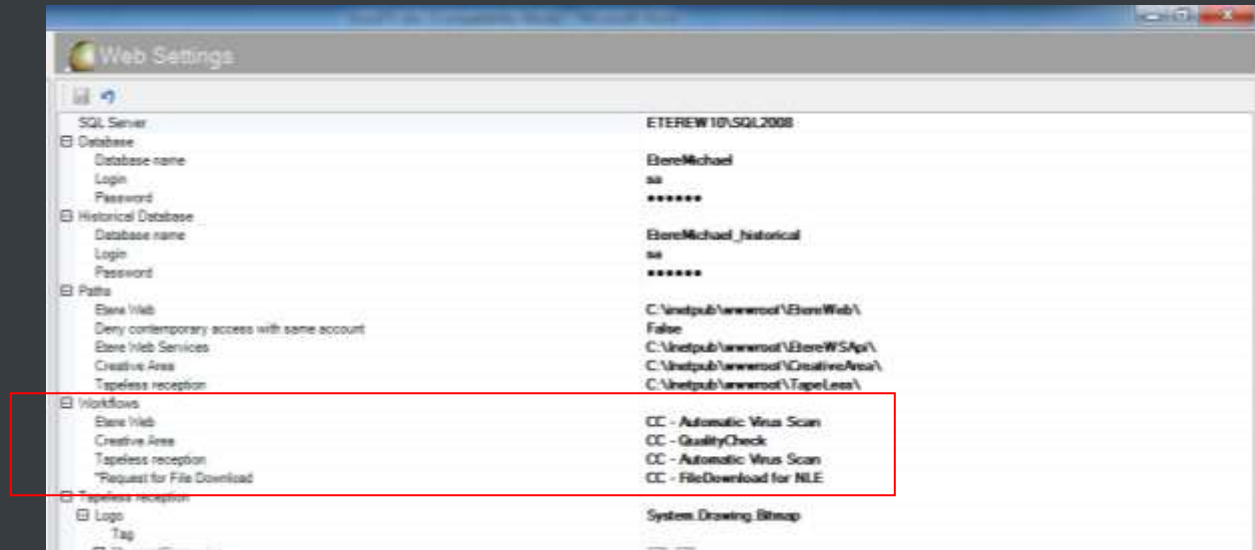 Web Settings
SQL Server ETEREW10\SQL2008
Database
Database name EtereMichael
Login sa
Password ●●●●●●
Historical Database
Database name EtereMichael_historical
Login sa
Password ●●●●●●
Paths
Etere Web C:\inetpub\wwwroot\EtereWeb\
Deny contemporary access with same account False
Etere Web Services C:\inetpub\wwwroot\EtereWSApi\
Creative Area C:\inetpub\wwwroot\CreativeArea\
Tapeless reception C:\inetpub\wwwroot\TapeLess\
Workflows
Etere Web CC - Automatic Virus Scan
Creative Area CC - QualityCheck
Tapeless reception CC - Automatic Virus Scan
*Request for File Download CC - FileDownload for NLE
Tapeless reception
Logo System.Drawing.Bitmap
Tag